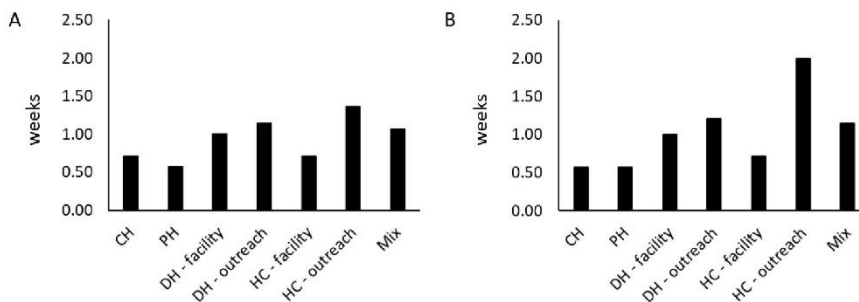 A
2.50
2.00
1.50
1.00
0.50
0.00
weeks
CH
PH
DH - facility
DH - outreach
HC - facility
HC - outreach
Mix
B
2.50
2.00
1.50
1.00
0.50
0.00
weeks
CH
PH
DH - facility
DH - outreach
HC - facility
HC - outreach
Mix